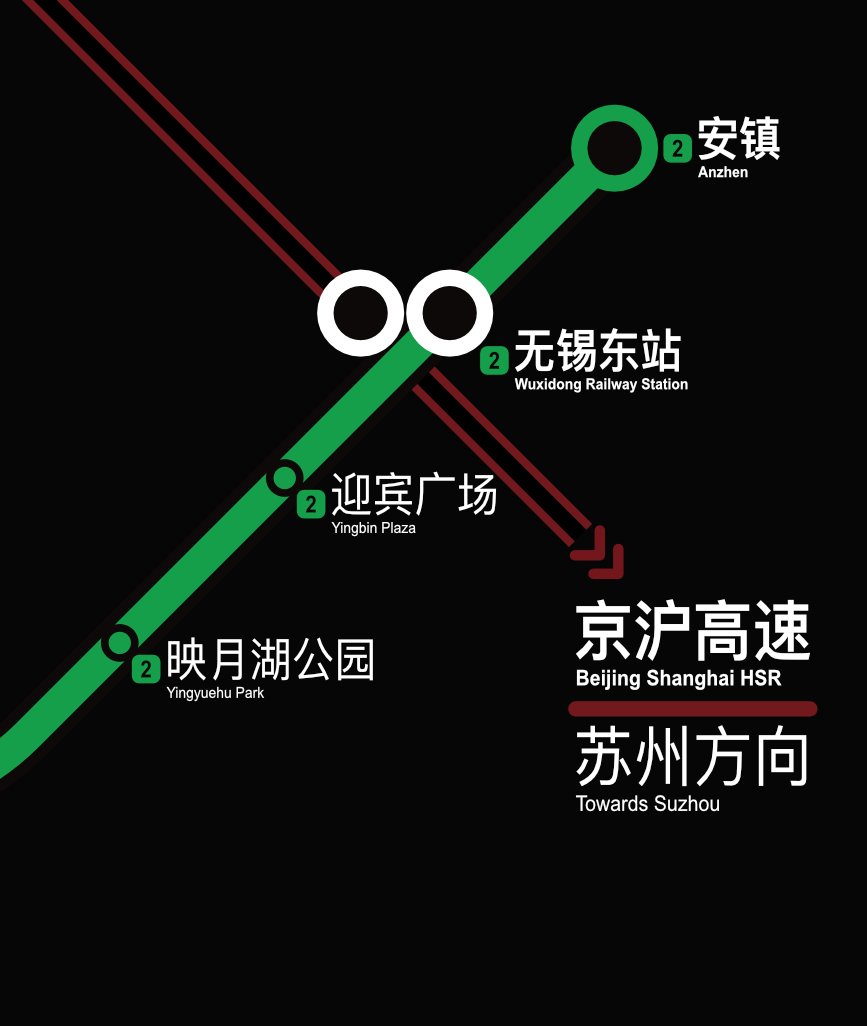 2 安镇
Anzhen
2 无锡东站
Wuxidong Railway Station
2 迎宾广场
Yingbin Plaza
京沪高速
Beijing Shanghai HSR
2 映月湖公园
Yingyuehu Park
苏州方向
Towards Suzhou